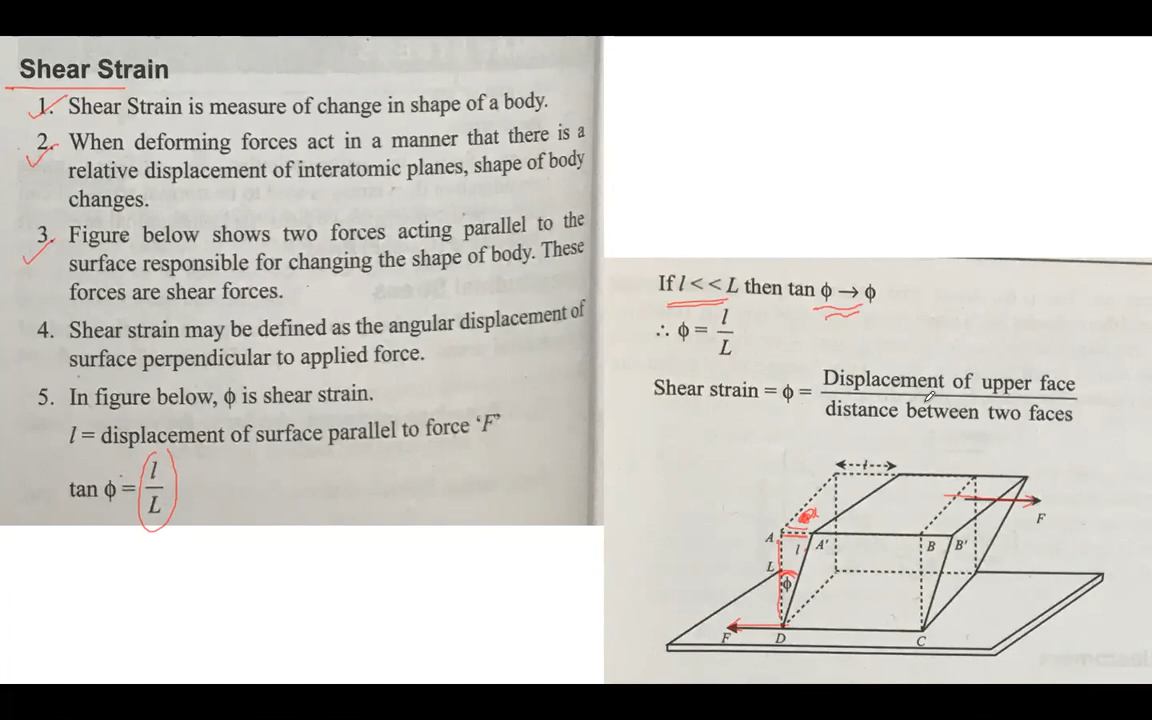 Shear Strain
1. Shear Strain is measure of change in shape of a body.
2. When deforming forces act in a manner that there is a
relative displacement of interatomic planes, shape of body
changes.
3. Figure below shows two forces acting parallel to the
surface responsible for changing the shape of body. These
forces are shear forces.
4. Shear strain may be defined as the angular displacement of
surface perpendicular to applied force.
5. In figure below, ϕ is shear strain.
l = displacement of surface parallel to force ‘F’
tan ϕ = l/L
If l < < L then tan ϕ → ϕ
∴ ϕ = l/L
Shear strain = ϕ = Displacement of upper face
distance between two faces
l
F
A
l
A'
B
B'
L
ϕ
F
D
C